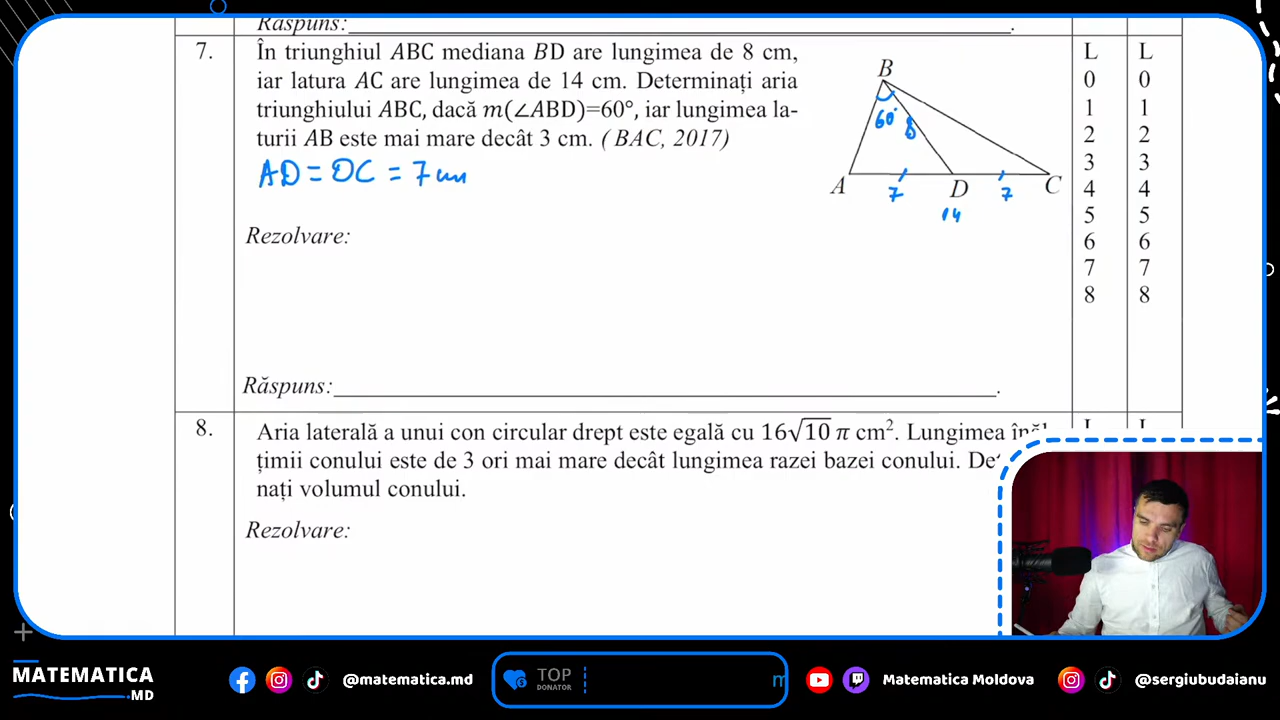 Răspuns:
7.
În triunghiul ABC mediana BD are lungimea de 8 cm,
iar latura AC are lungimea de 14 cm. Determinați aria
triunghiului ABC, dacă m(∠ABD)=60°, iar lungimea la-
turii AB este mai mare decât 3 cm. ( BAC, 2017)
AD = DC = 7 cm
B
60°
8
A
D
C
7
7
14
L
0
1
2
3
4
5
6
7
8
L
0
1
2
3
4
5
6
7
8
Rezolvare:
Răspuns:
8.
Aria laterală a unui con circular drept este egală cu 16√10 π cm². Lungimea
țimii conului este de 3 ori mai mare decât lungimea razei bazei conului.
nați volumul conului.
Rezolvare:
MATEMATICA
.MD
@matematica.md
TOP
DONATOR
m
Matematica Moldova
@sergiubudaianu